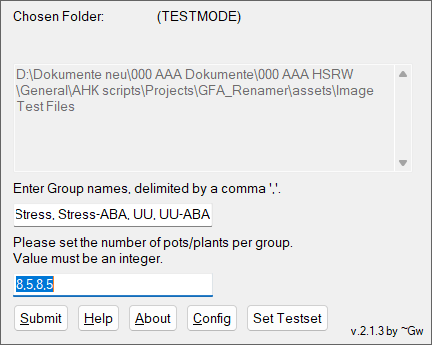 Chosen Folder: (TESTMODE)
D:\Dokumente neu\000 AAA Dokumente\000 AAA HSRW
\General\AHK scripts\Projects\GFA_Renamer\assets\Image
Test Files
Enter Group names, delimited by a comma ','.
Stress, Stress-ABA, UU, UU-ABA
Please set the number of pots/plants per group.
Value must be an integer.
8,5,8,5
Submit Help About Config Set Testset
v.2.1.3 by ~Gw